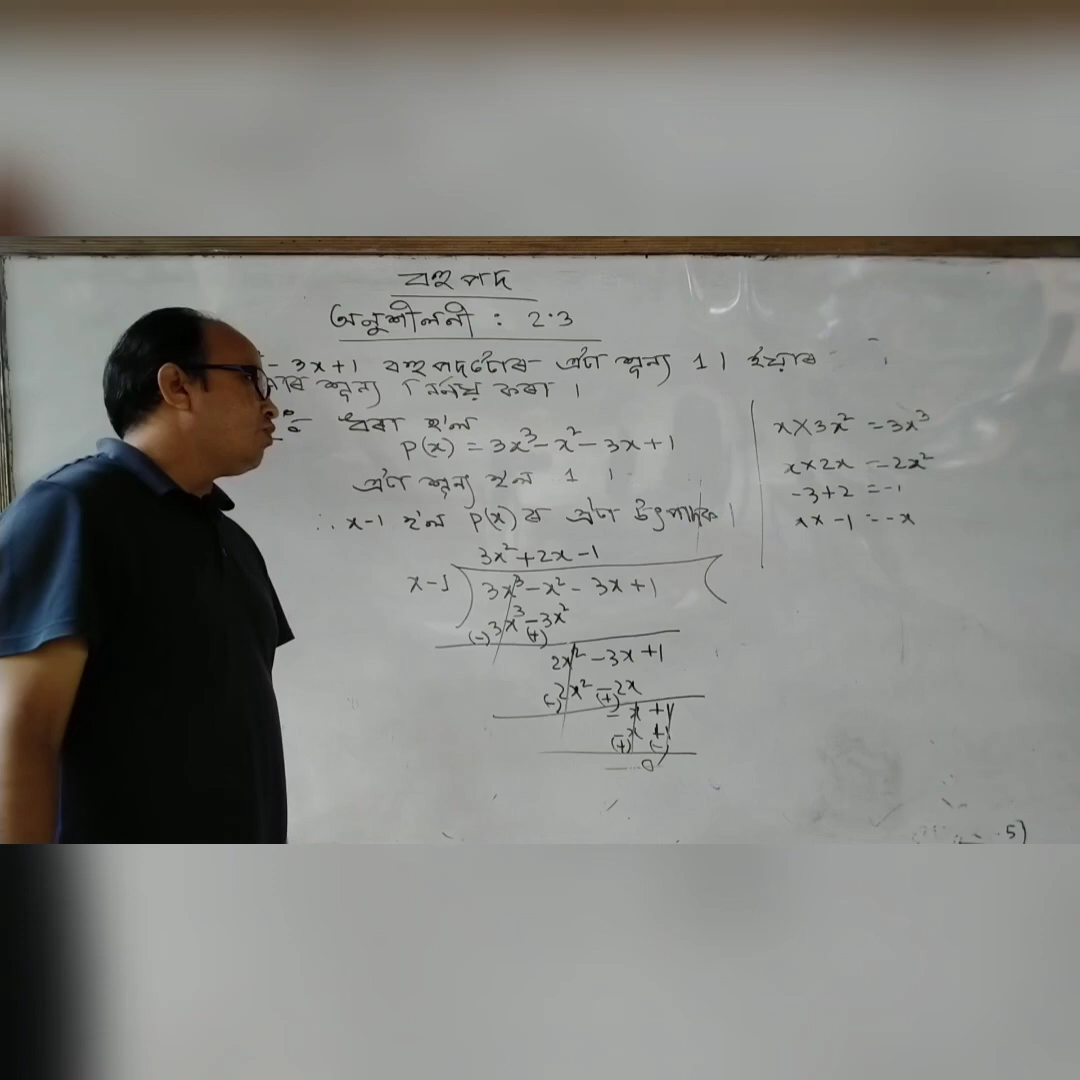 বহুপদ
অনুশীলনী : 2.3
- 3x+1 বহুপদটোৰ এটা শূন্য 1। ইয়াৰ
শূন্য নিৰ্ণয় কৰা।
ধৰা হ'ল
P(x) = 3x³-x²-3x+1
এটা শূন্য হ'ল 1।
∴ x-1 হ'ল P(x)ৰ এটা উৎপাদক।
3x²+2x-1
x-1 ) 3x³-x²-3x+1 (
(-)3x³-3x²(+)
2x²-3x+1
(-)2x²-2x(+)
-x+1
-x+1
(+) (-)
0
x×3x² =3x³
x×2x =2x²
-3+2 =-1
x×-1=-x
5)